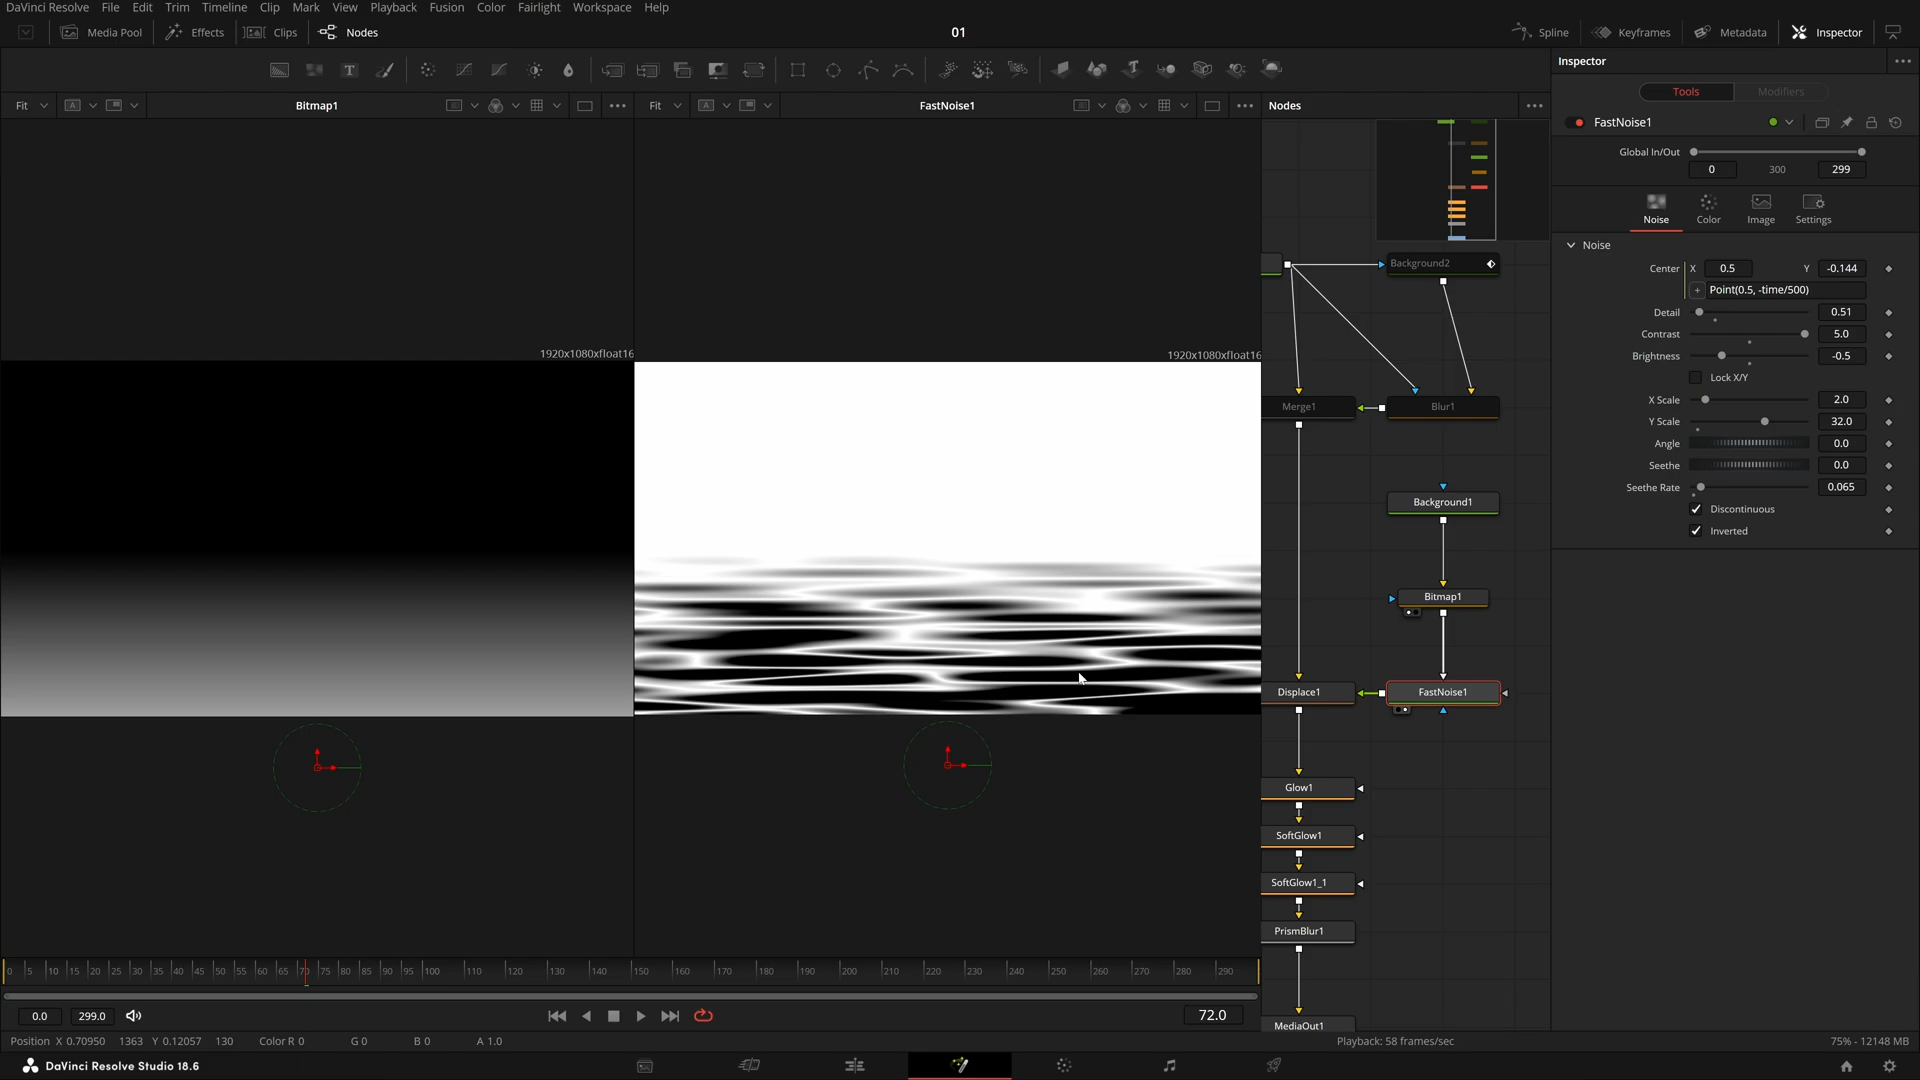 DaVinci Resolve File Edit Trim Timeline Clip Mark View Playback Fusion Color Fairlight Workspace Help
Media Pool Effects Clips Nodes 01 Spline Keyframes Metadata Inspector
Inspector
Tools Modifiers
Fit Bitmap1 Fit FastNoise1 Nodes
FastNoise1
Global In/Out
0 300 299
Noise Color Image Settings
Noise
Center X 0.5 Y -0.144
Point(0.5, -time/500)
Detail 0.51
Contrast 5.0
Brightness -0.5
Lock X/Y
X Scale 2.0
Y Scale 32.0
Angle 0.0
Seethe 0.0
Seethe Rate 0.065
Discontinuous
Inverted
1920x1080xfloat16 1920x1080xfloat16
Background2
Merge1 Blur1
Background1
Bitmap1
Displace1 FastNoise1
Glow1
SoftGlow1
SoftGlow1_1
PrismBlur1
MediaOut1
0 5 10 15 20 25 30 35 40 45 50 55 60 65 70 75 80 85 90 95 100 110 120 130 140 150 160 170 180 190 200 210 220 230 240 250 260 270 280 290
0.0 299.0 72.0
Position X 0.70950 1363 Y 0.12057 130 Color R 0 G 0 B 0 A 1.0 Playback: 58 frames/sec 75% - 12148 MB
DaVinci Resolve Studio 18.6